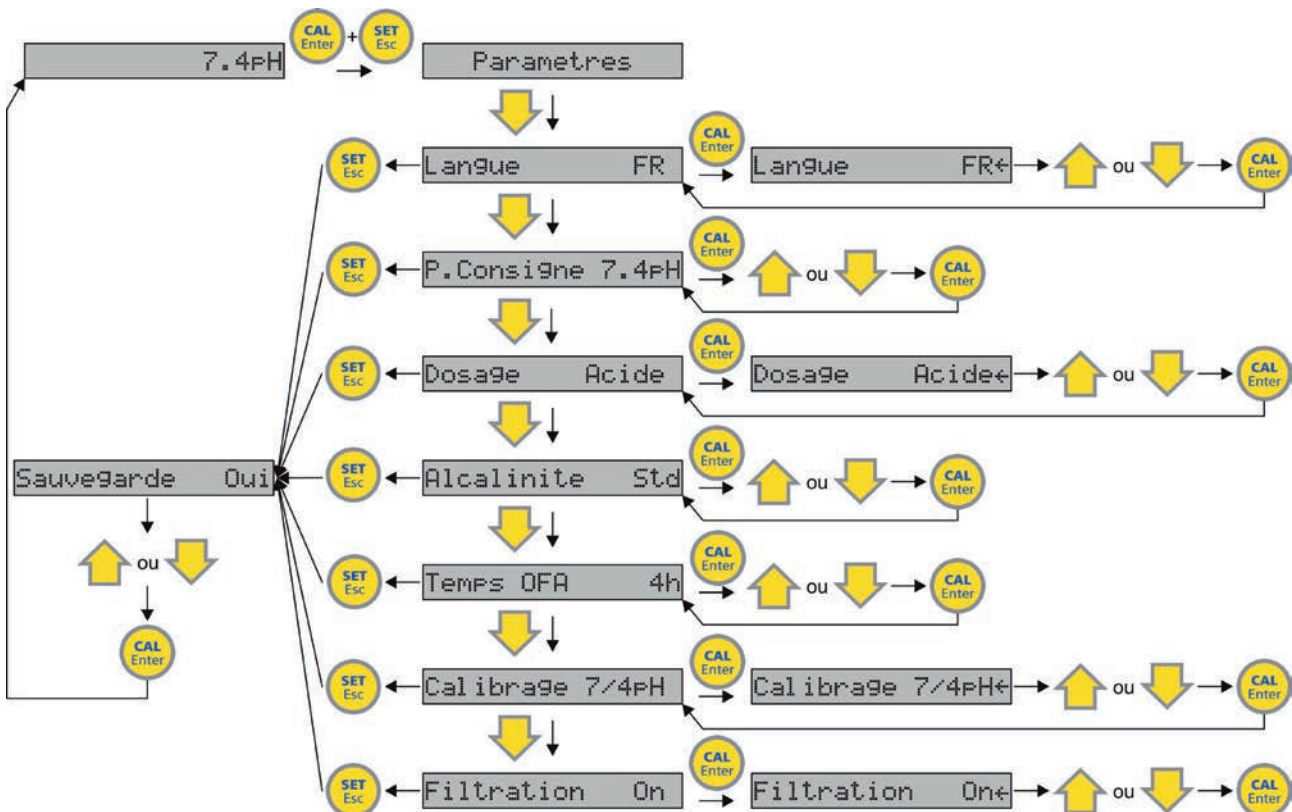 7.4pH
CAL
Enter
+
SET
Esc
Parametres
SET
Esc
Langue FR
CAL
Enter
Langue FR←
ou
CAL
Enter
SET
Esc
P.Consigne 7.4pH
CAL
Enter
ou
CAL
Enter
SET
Esc
Dosage Acide
CAL
Enter
Dosage Acide←
ou
CAL
Enter
Sauvegarde Oui
ou
CAL
Enter
SET
Esc
Alcalinite Std
CAL
Enter
ou
CAL
Enter
SET
Esc
Temps OFA 4h
CAL
Enter
ou
CAL
Enter
SET
Esc
Calibrage 7/4pH
CAL
Enter
Calibrage 7/4pH←
ou
CAL
Enter
SET
Esc
Filtration On
CAL
Enter
Filtration On←
ou
CAL
Enter